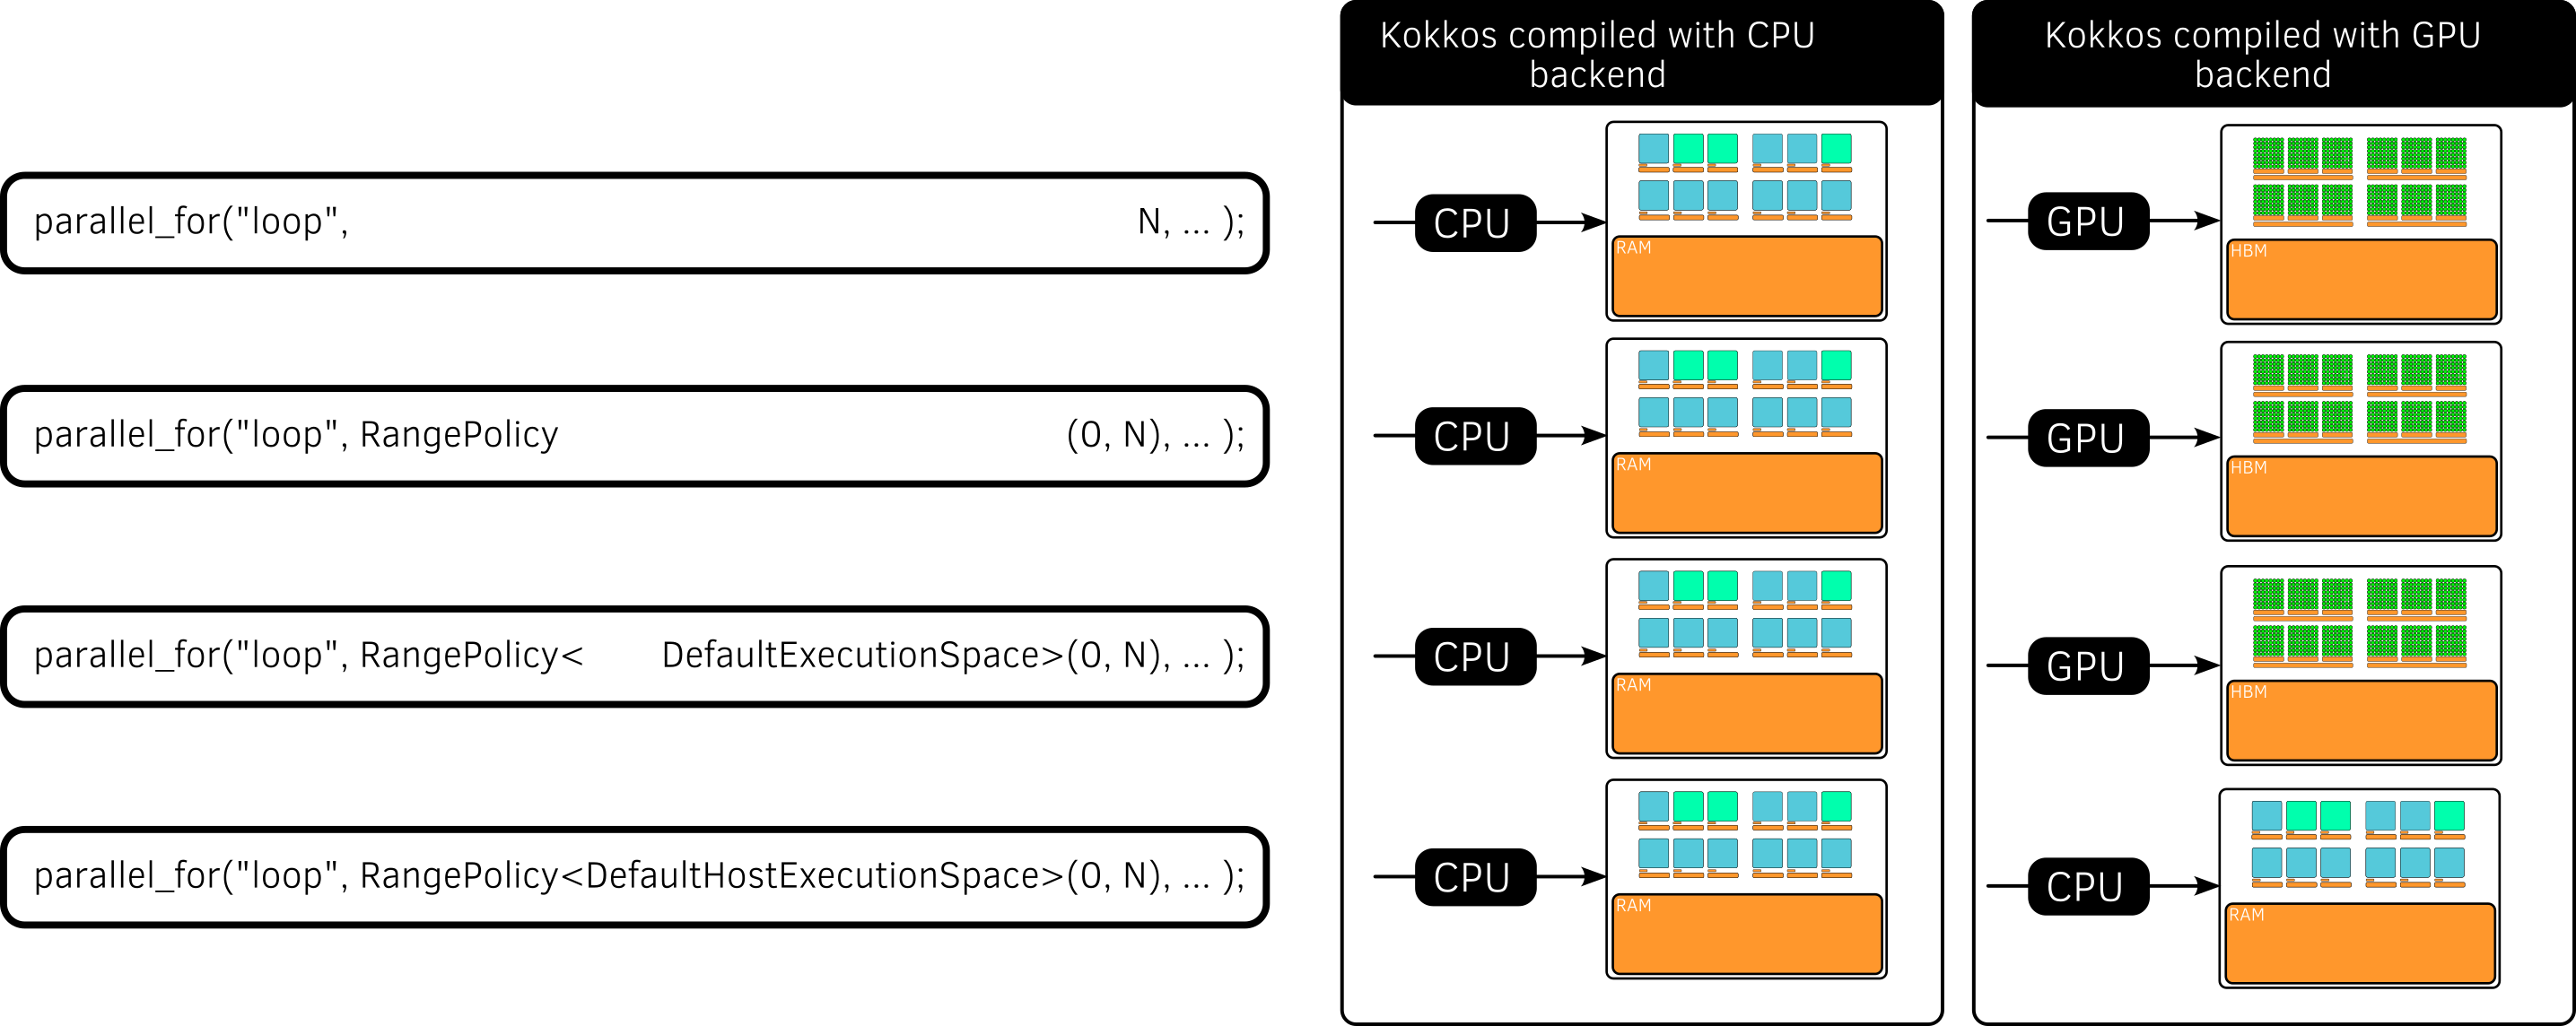 Kokkos compiled with CPU
backend
Kokkos compiled with GPU
backend
parallel_for("loop", N, ... );
CPU
RAM
GPU
HBM
parallel_for("loop", RangePolicy (0, N), ... );
CPU
RAM
GPU
HBM
parallel_for("loop", RangePolicy< DefaultExecutionSpace>(0, N), ... );
CPU
RAM
GPU
HBM
parallel_for("loop", RangePolicy<DefaultHostExecutionSpace>(0, N), ... );
CPU
RAM
CPU
RAM